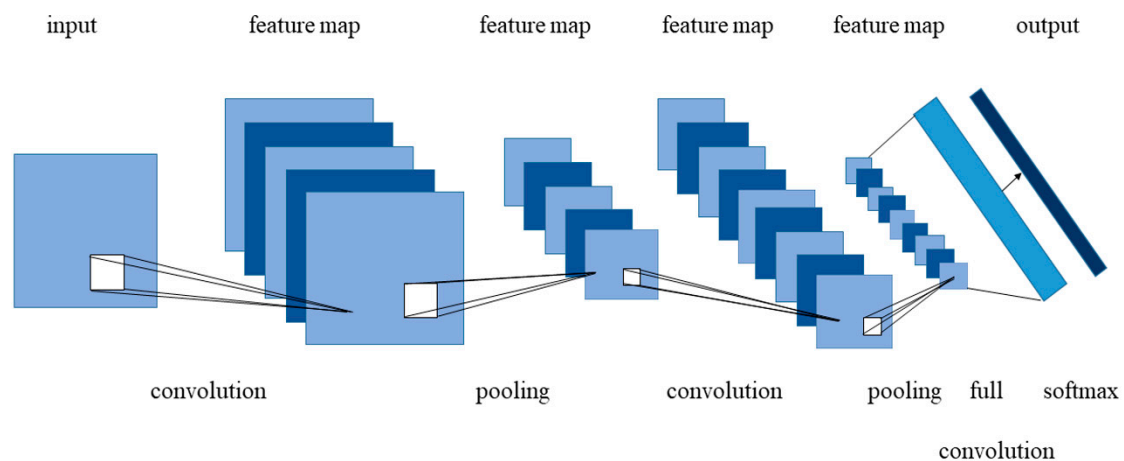 input feature map feature map feature map feature map output
convolution pooling convolution pooling full softmax
convolution